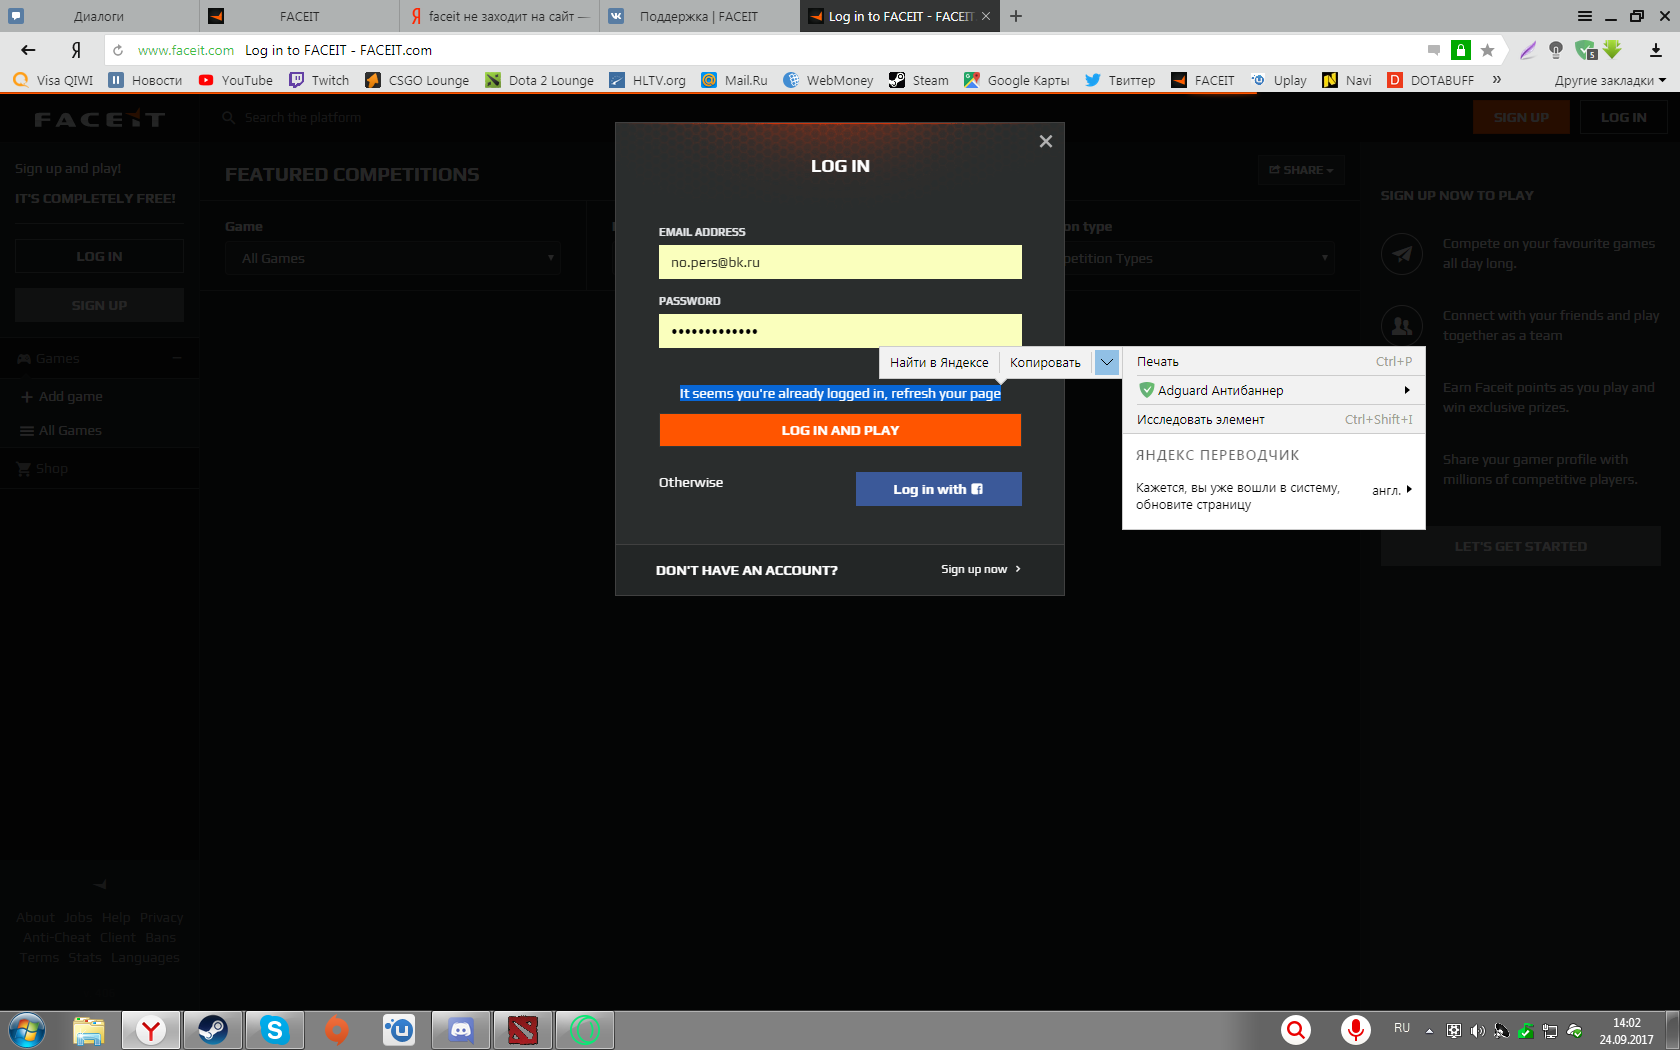 Диалоги
FACEIT
faceit не заходит на сайт —
Поддержка | FACEIT
Log in to FACEIT - FACEIT
www.faceit.com Log in to FACEIT - FACEIT.com
Visa QIWI
Новости
YouTube
Twitch
CSGO Lounge
Dota 2 Lounge
HLTV.org
Mail.Ru
WebMoney
Steam
Google Карты
Твиттер
FACEIT
Uplay
Navi
DOTABUFF
»
Другие закладки
FACEIT
Search the platform
SIGN UP
LOG IN
Sign up and play!
IT'S COMPLETELY FREE!
LOG IN
SIGN UP
Games
Add game
All Games
Shop
FEATURED COMPETITIONS
SHARE
Game
All Games
on type
petition Types
LOG IN
EMAIL ADDRESS
no.pers@bk.ru
PASSWORD
•••••••••••••
Найти в Яндексе
Копировать
It seems you're already logged in, refresh your page
LOG IN AND PLAY
Otherwise
Log in with
DON'T HAVE AN ACCOUNT?
Sign up now
Печать Ctrl+P
Adguard Антибаннер
Исследовать элемент Ctrl+Shift+I
ЯНДЕКС ПЕРЕВОДЧИК
Кажется, вы уже вошли в систему,
обновите страницу
англ.
SIGN UP NOW TO PLAY
Compete on your favourite games
all day long.
Connect with your friends and play
together as a team
Earn Faceit points as you play and
win exclusive prizes.
Share your gamer profile with
millions of competitive players.
LET'S GET STARTED
About Jobs Help Privacy
Anti-Cheat Client Bans
Terms Stats Languages
RU
14:02
24.09.2017